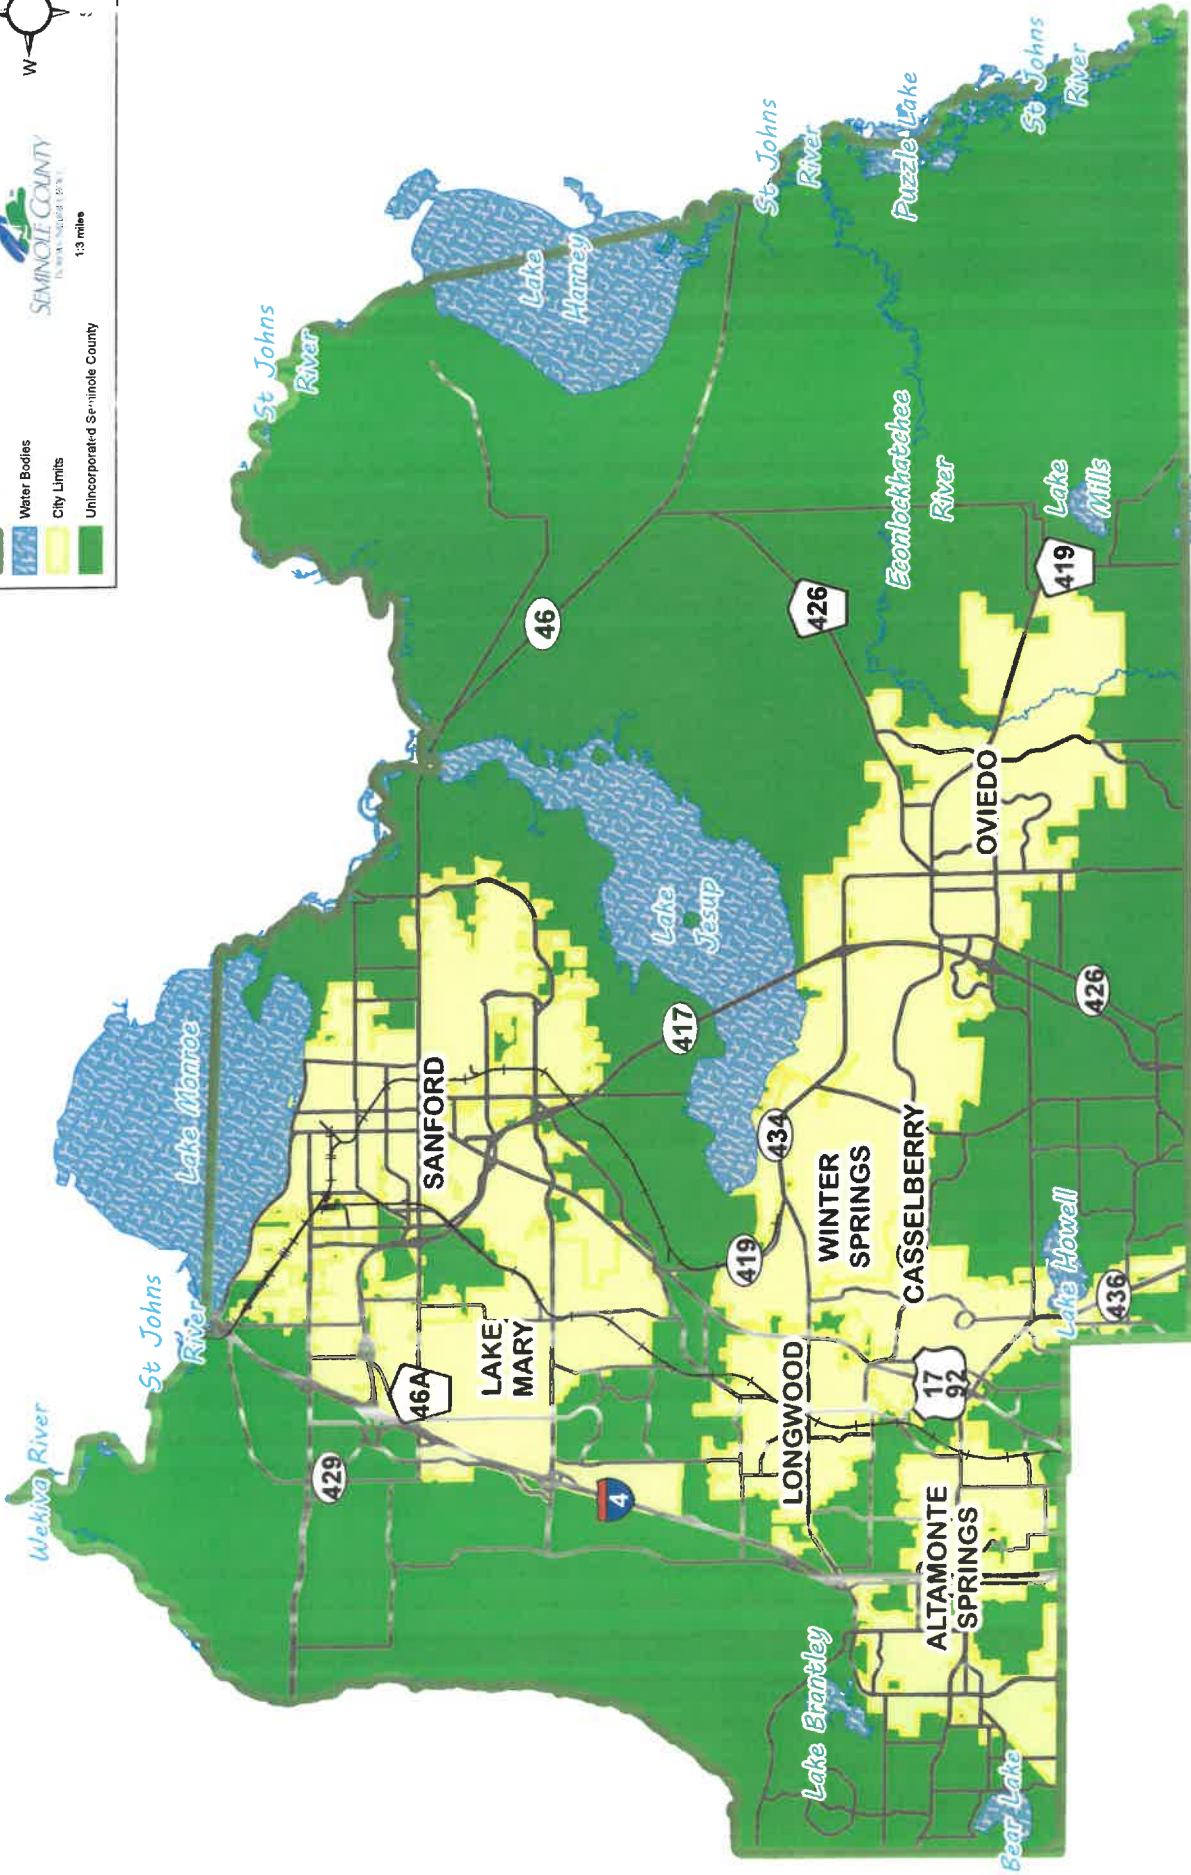 W
S
SEMINOLE COUNTY
1:3 miles
Water Bodies
City Limits
Unincorporated Seminole County
Wekiva River
St Johns
River
Lake Monroe
St Johns
River
Lake
Harney
St Johns
River
Puzzle Lake
St Johns
River
429
46A
LAKE
MARY
SANFORD
46
4
417
Lake
Jesup
426
Econlockhatchee
River
Lake
Mills
419
419
434
WINTER
SPRINGS
LONGWOOD
CASSELBERRY
OVIEDO
17
92
426
ALTAMONTE
SPRINGS
Lake Howell
436
Lake Brantley
Bear Lake